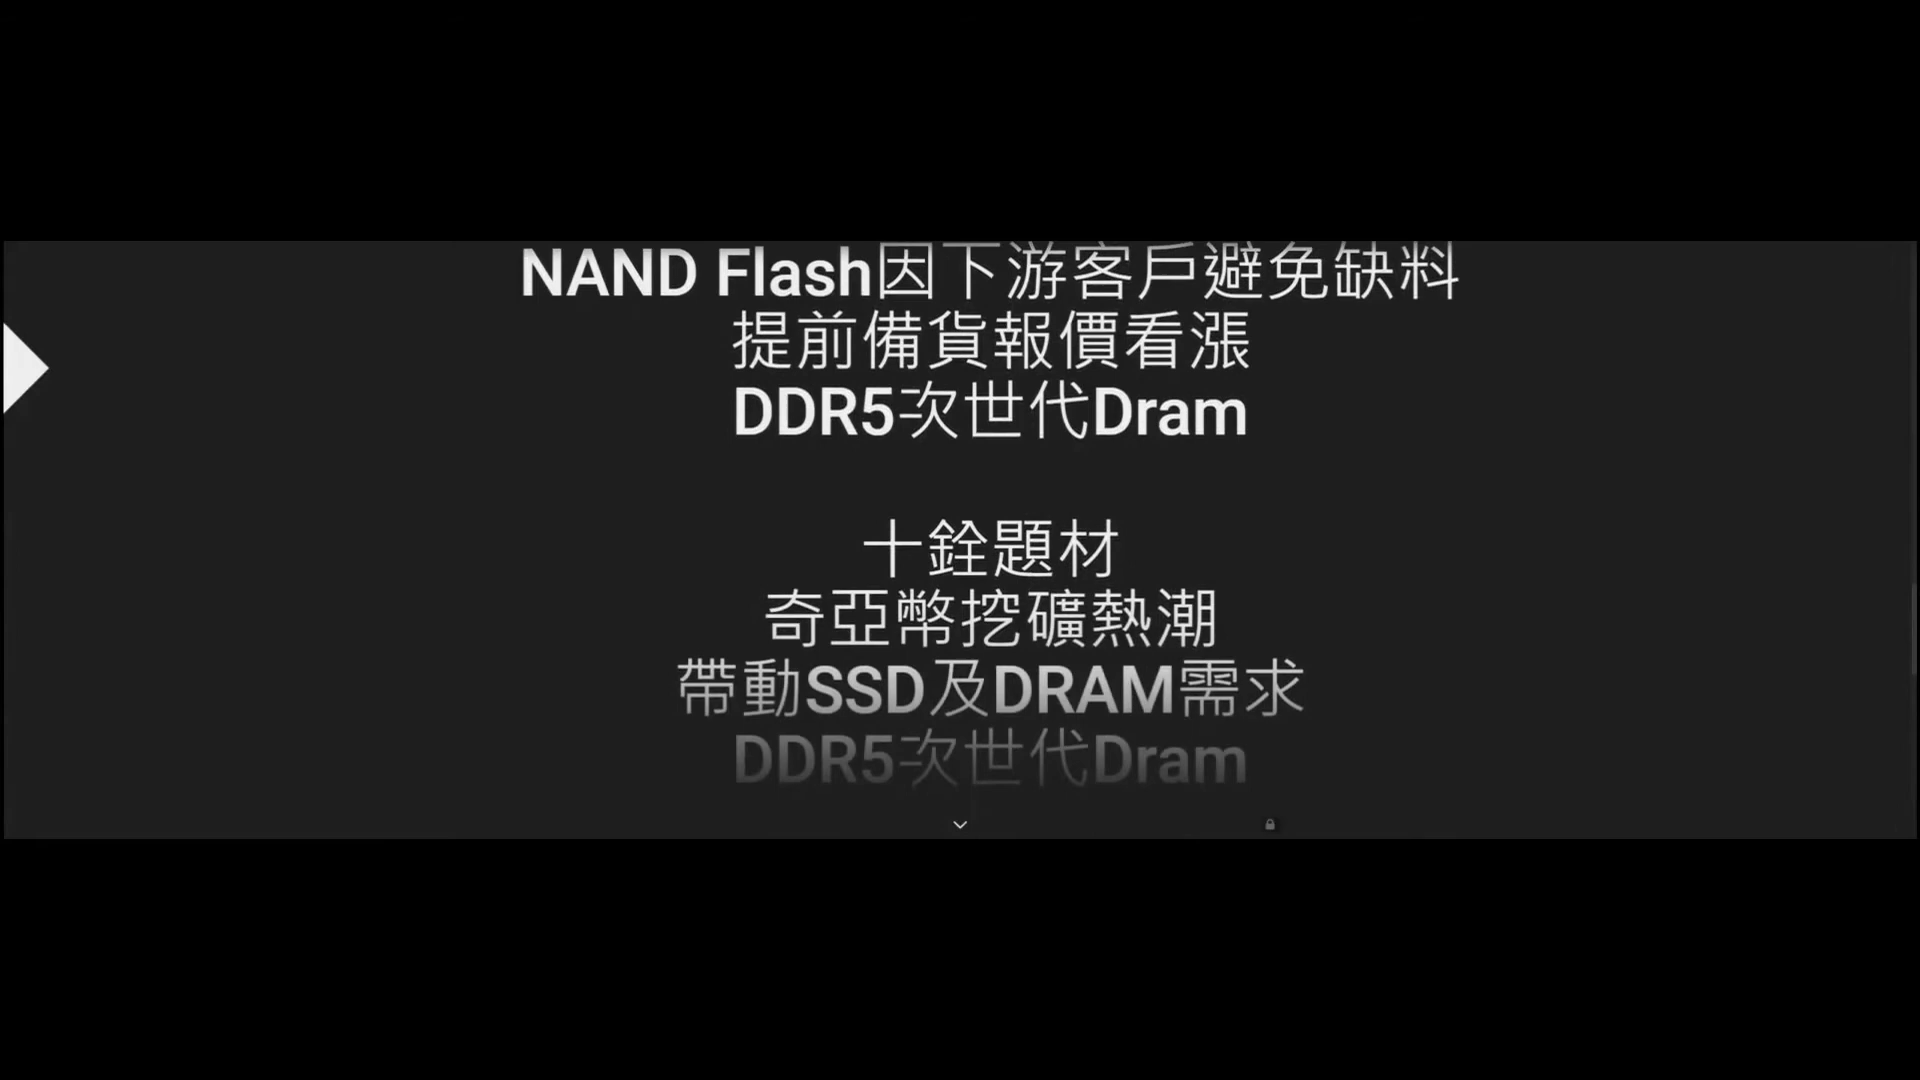 NAND Flash因下游客戶避免缺料
提前備貨報價看漲
DDR5次世代Dram
十銓題材
奇亞幣挖礦熱潮
帶動SSD及DRAM需求
DDR5次世代Dram